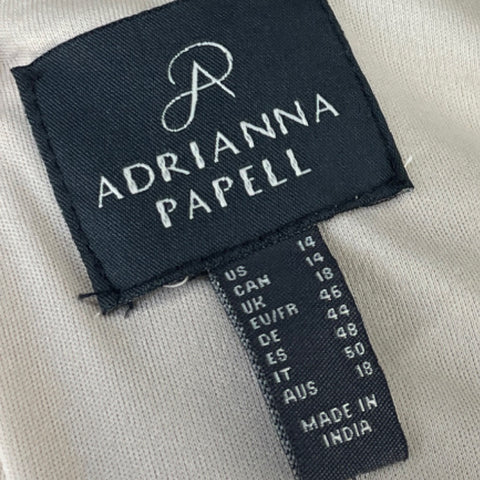 ADRIANNA
PAPELL
US 14
CAN 14
UK 18
EU/FR 46
DE 44
ES 48
IT 50
AUS 18
MADE IN
INDIA